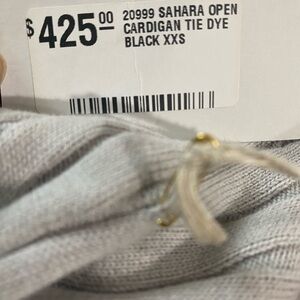 $425.00
20999 SAHARA OPEN
CARDIGAN TIE DYE
BLACK XXS